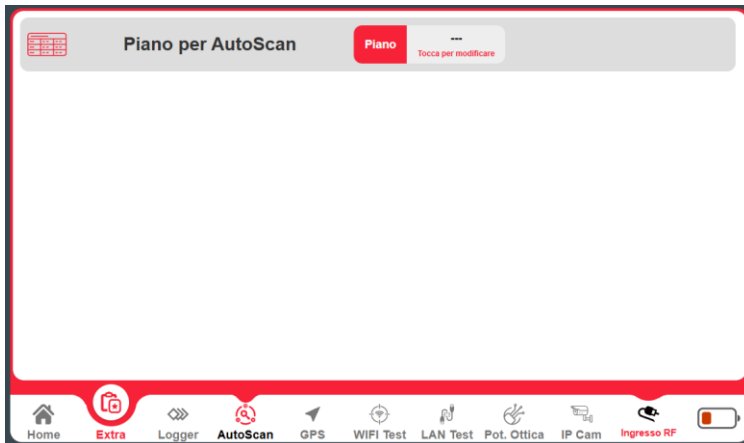 Piano per AutoScan
Piano
---
Tocca per modificare
Home
Extra
Logger
AutoScan
GPS
WIFI Test
LAN Test
Pot. Ottica
IP Cam
Ingresso RF